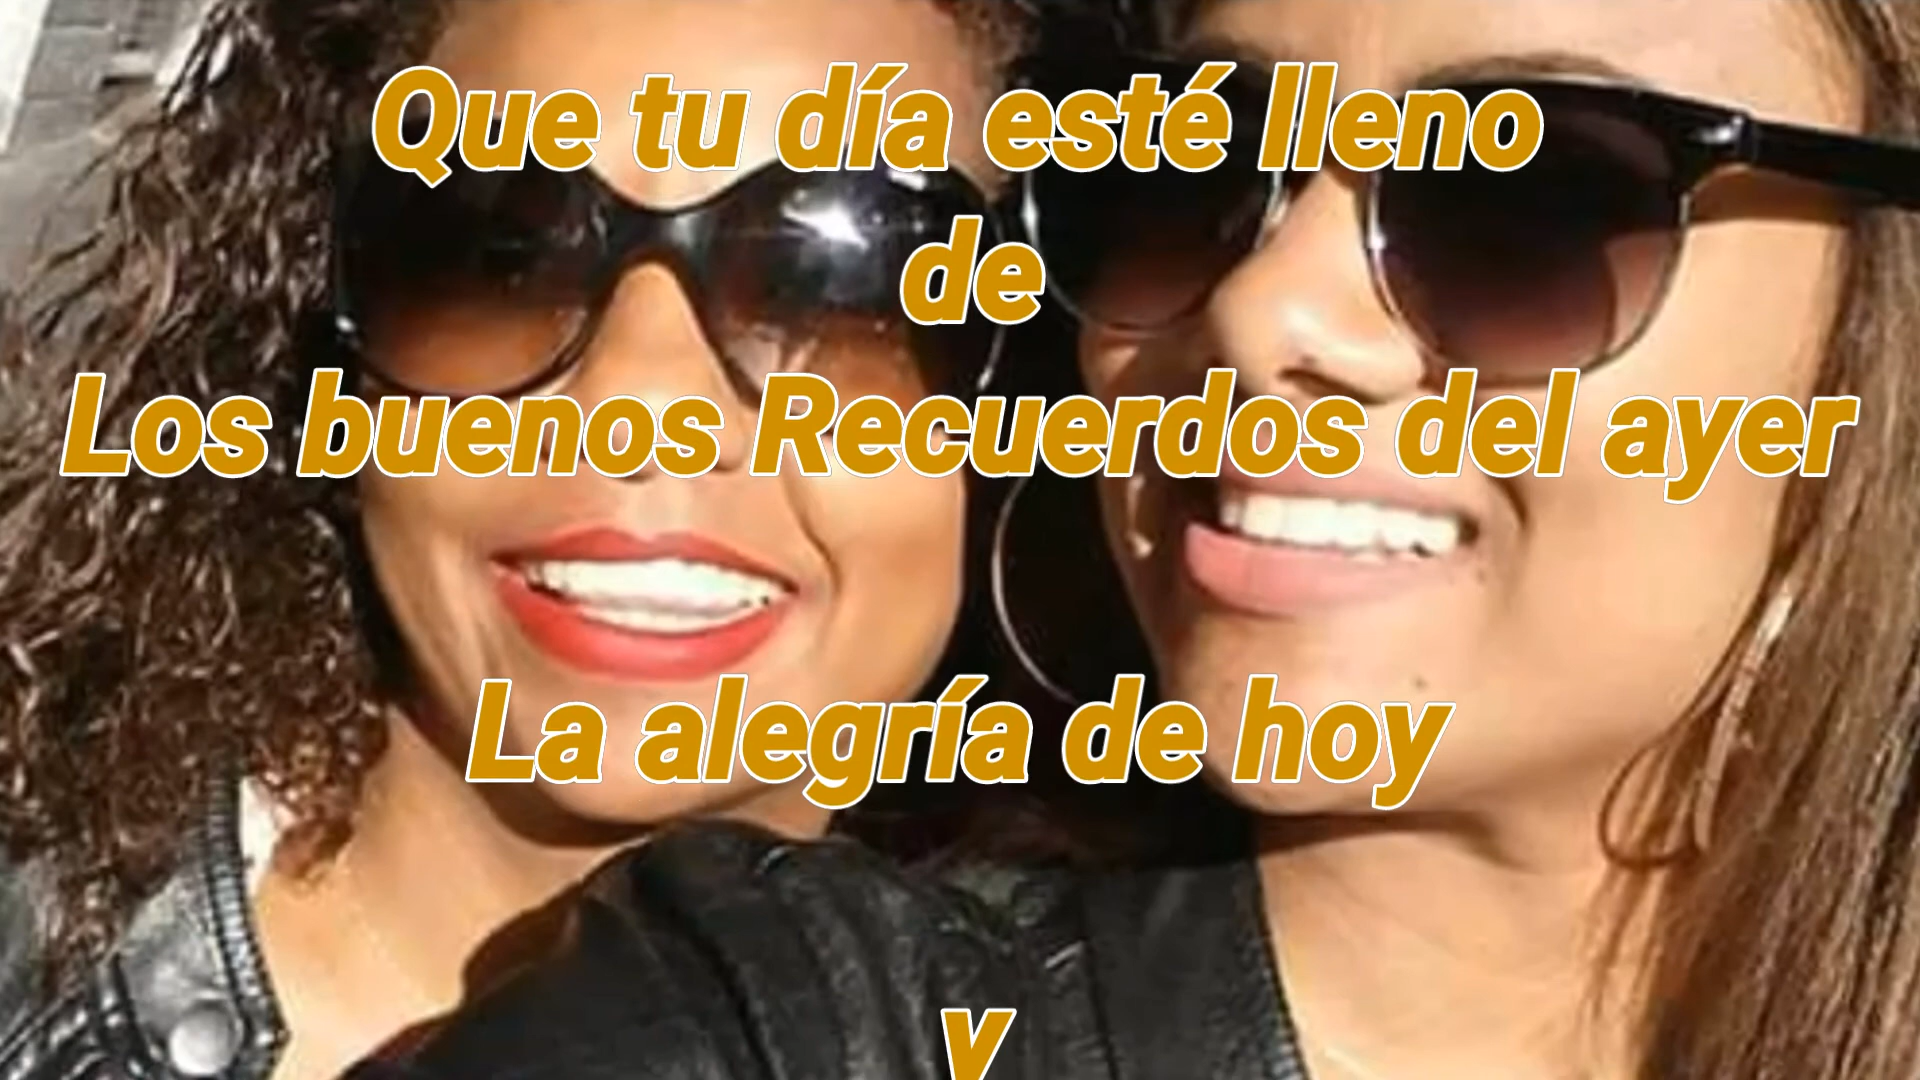 Que tu día esté lleno
de
Los buenos Recuerdos del ayer
La alegría de hoy
y